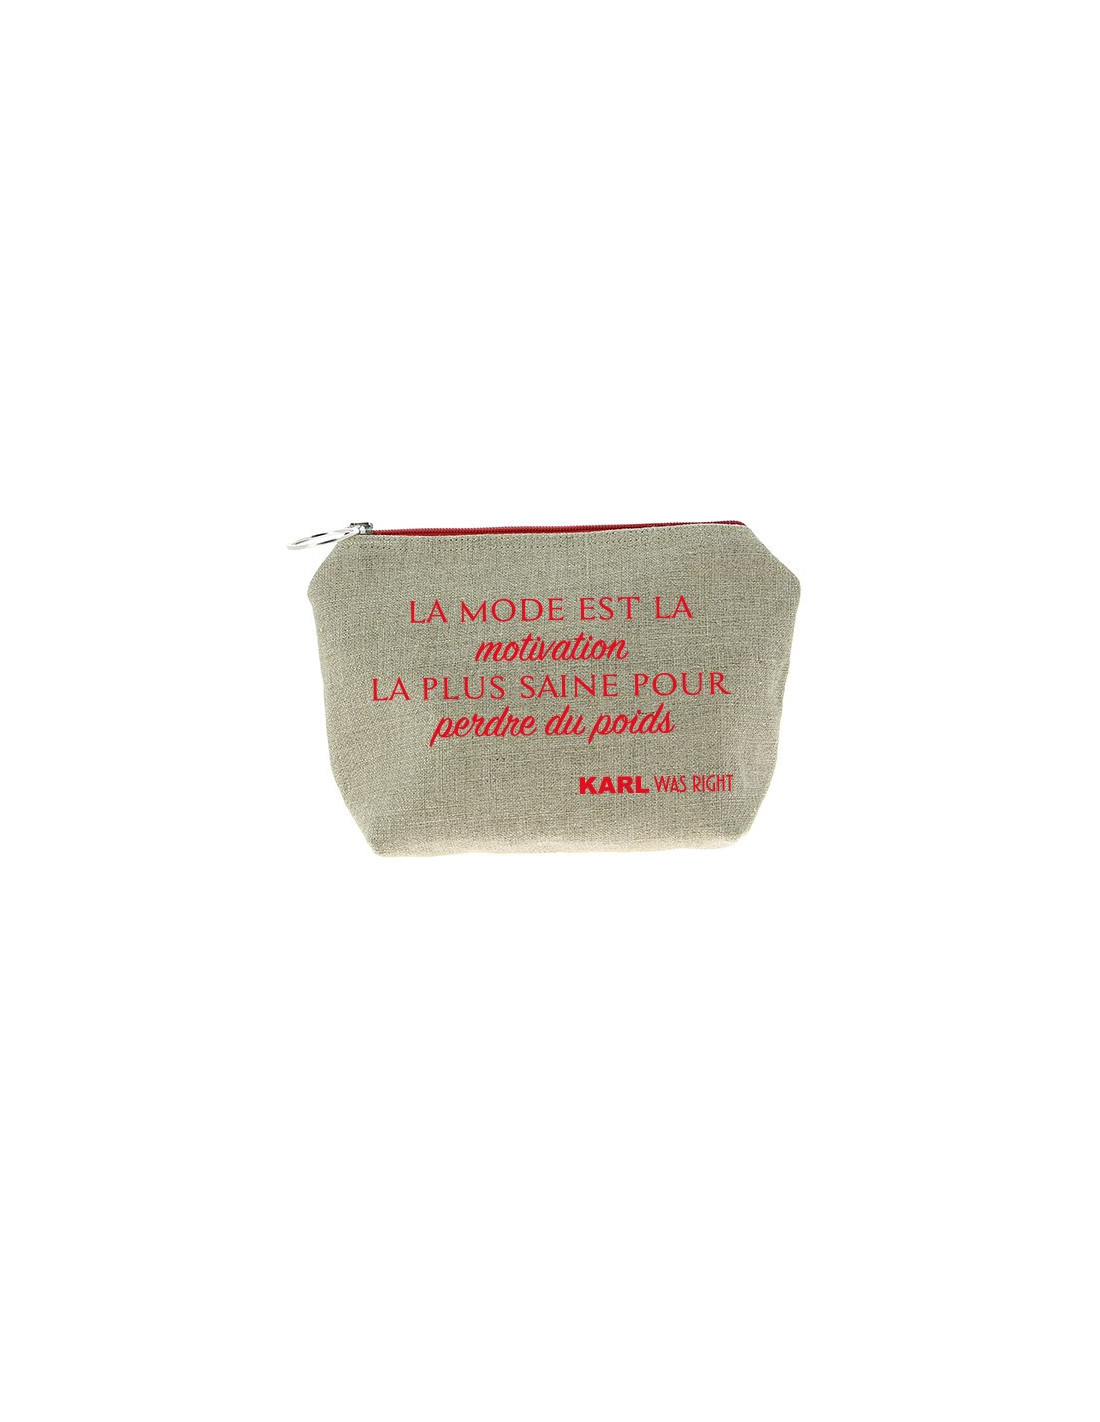 LA MODE EST LA
motivation
LA PLUS SAINE POUR
perdre du poids
KARL WAS RIGHT